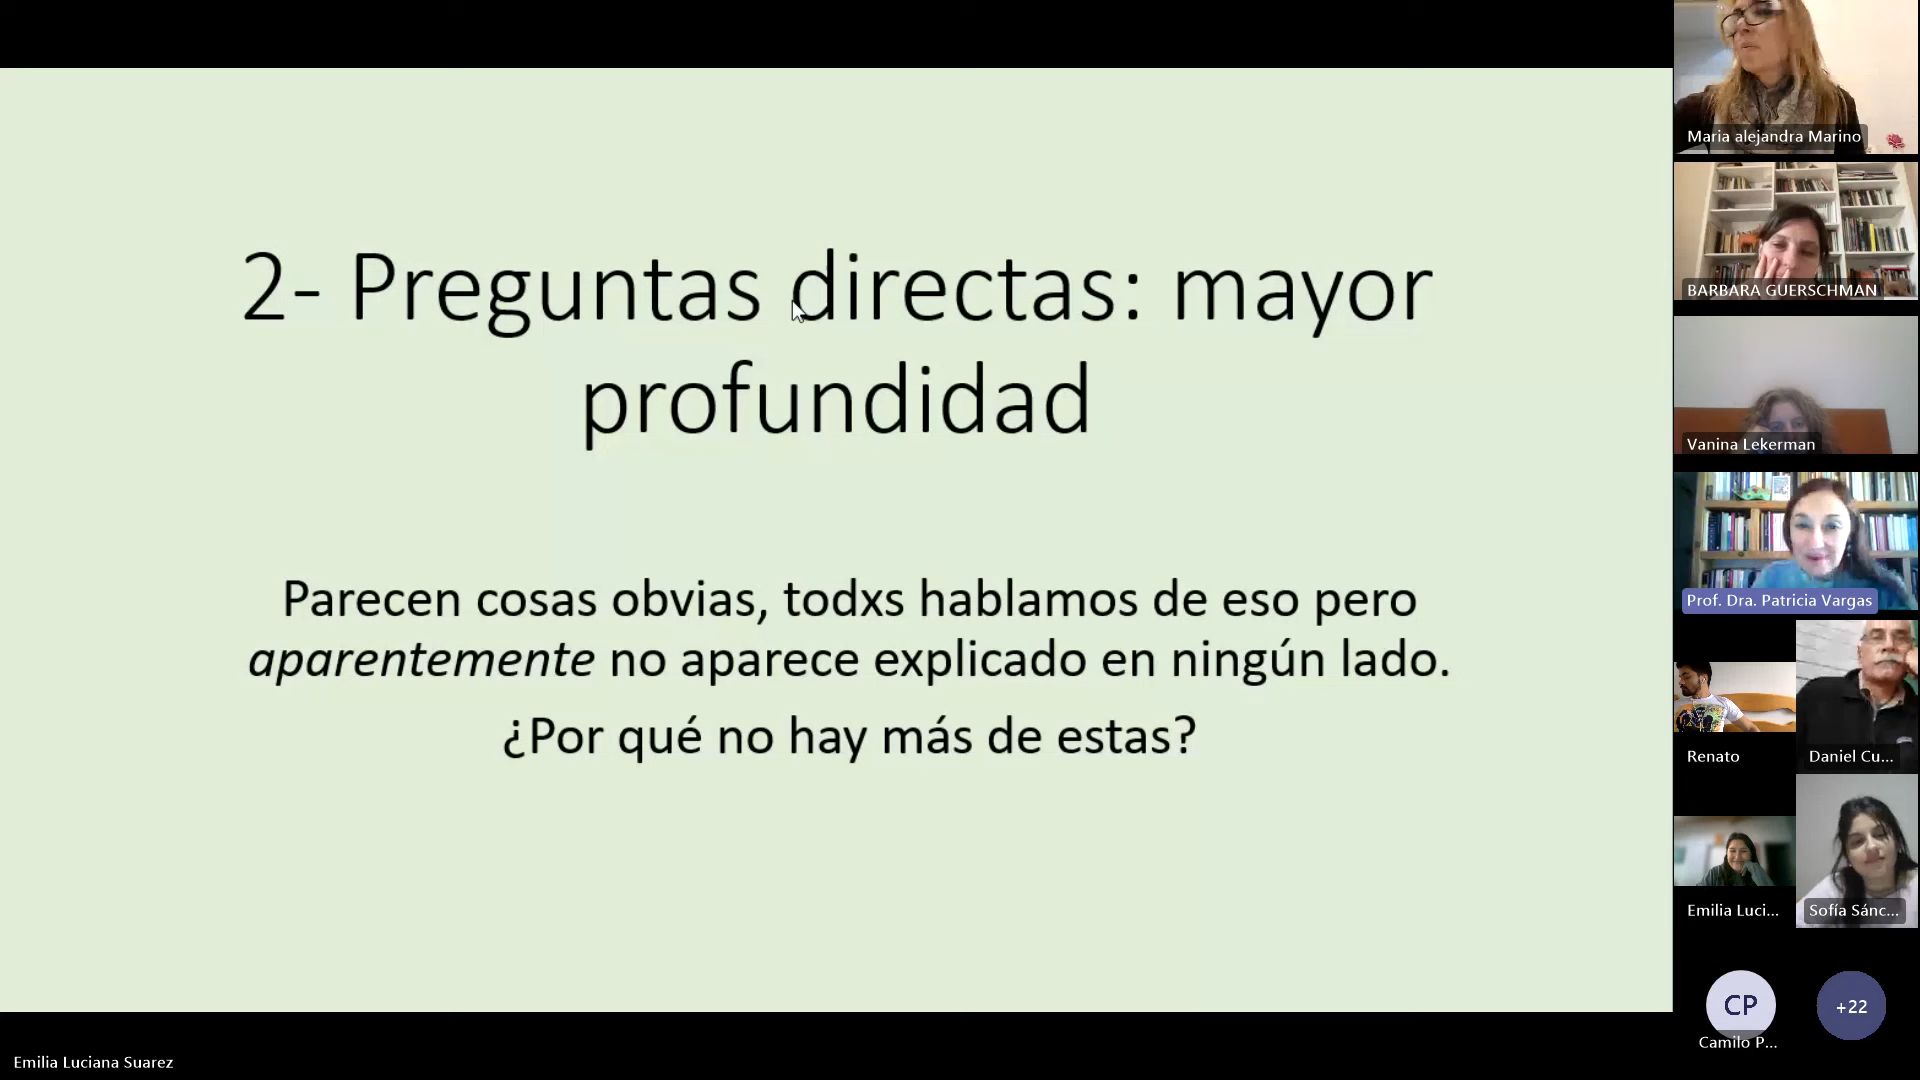 2- Preguntas directas: mayor
profundidad
Parecen cosas obvias, todxs hablamos de eso pero
aparentemente no aparece explicado en ningún lado.
¿Por qué no hay más de estas?
Maria alejandra Marino
BARBARA GUERSCHMAN
Vanina Lekerman
Prof. Dra. Patricia Vargas
Renato
Daniel Cu...
Emilia Luci...
Sofía Sánc...
CP
+22
Camilo P...
Emilia Luciana Suarez